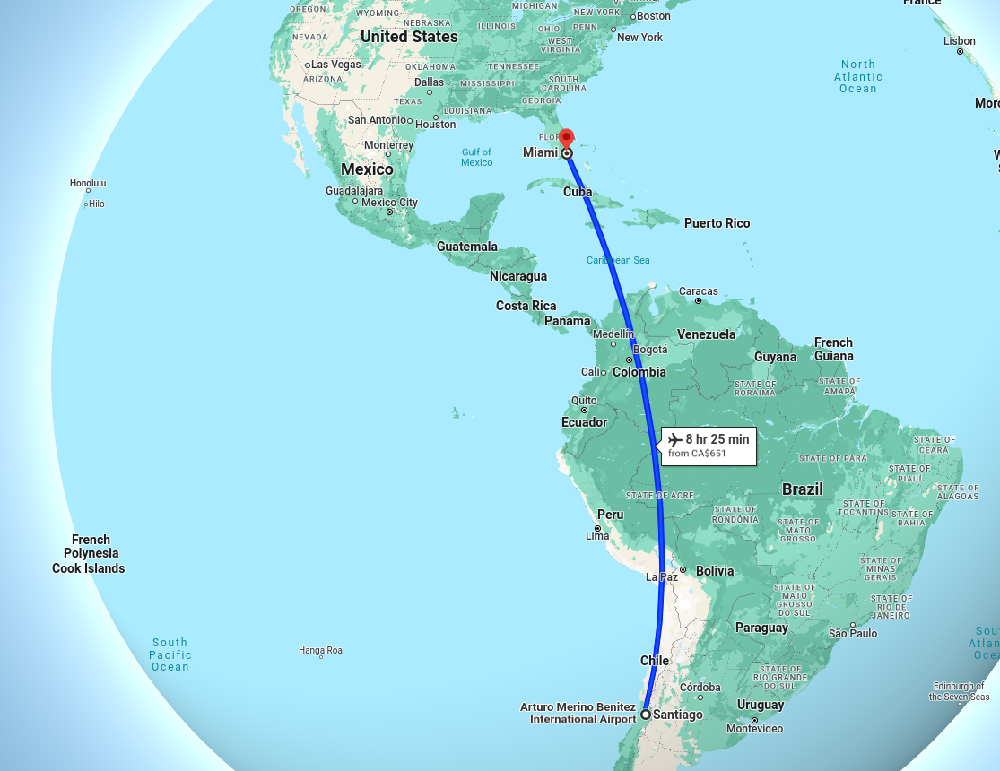 France
OREGON
WYOMING
MICHIGAN
VT
NEW YORK
Boston
NEBRASKA
ILLINOIS
OHIO
PENN
New York
NEVADA
United States
WEST
VIRGINIA
Lisbon
Las Vegas
ARIZONA
OKLAHOMA
TENNESSEE
North
Atlantic
Ocean
Dallas
MISSISSIPPI
SOUTH
CAROLINA
TEXAS
GEORGIA
LOUISIANA
San Antonio
Houston
Monterrey
Gulf of
Mexico
Miami
Mexico
Honolulu
Hilo
Guadalajara
Mexico City
Cuba
Puerto Rico
Guatemala
Caribbean Sea
Nicaragua
Caracas
Costa Rica
Panama
Medellín
Venezuela
Bogotá
French
Guiana
Guyana
Cali
Colombia
STATE OF
RORAIMA
STATE OF
AMAPÁ
Quito
Ecuador
8 hr 25 min
from CA$651
STATE OF
CEARÁ
STATE OF PARÁ
STATE OF
PIAUÍ
STATE OF ACRE
Brazil
STATE OF
ALAGOAS
Peru
STATE OF
RONDÔNIA
STATE OF
TOCANTINS
STATE OF
BAHIA
STATE OF
MATO
GROSSO
Lima
French
Polynesia
Cook Islands
La Paz
Bolivia
STATE OF
MINAS
GERAIS
STATE OF
MATO
GROSSO
DO SUL
STATE OF
RIO DE
JANEIRO
Paraguay
São Paulo
South
Pacific
Ocean
Hanga Roa
Chile
STATE OF
RIO GRANDE
DO SUL
Córdoba
Edinburgh of
the Seven Seas
Uruguay
Arturo Merino Benitez
International Airport
Santiago
Montevideo